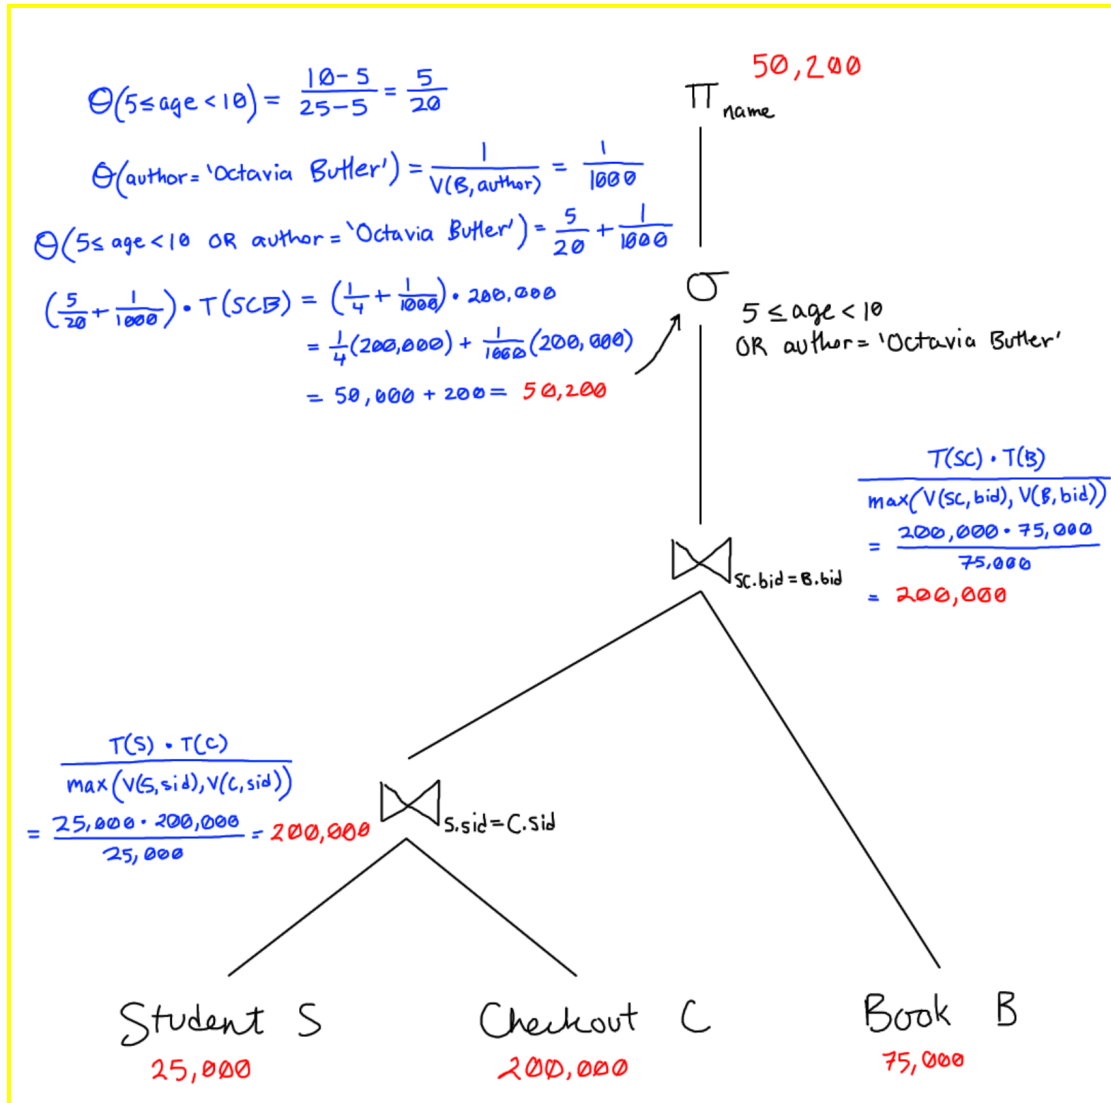 50,200
π name
Θ(5≤age<10) = (10-5)/(25-5) = 5/20
Θ(author='Octavia Butler') = 1/V(B,author) = 1/1000
Θ(5≤age<10 OR author='Octavia Butler') = 5/20 + 1/1000
(5/20 + 1/1000) • T(SCB) = (1/4 + 1/1000) • 200,000
= 1/4(200,000) + 1/1000(200,000)
= 50,000 + 200 = 50,200
σ
5≤age<10
OR author='Octavia Butler'
T(SC) • T(B)
max(V(SC,bid), V(B,bid))
= 200,000 • 75,000
75,000
= 200,000
⋈ SC.bid=B.bid
T(S) • T(C)
max(V(S,sid),V(C,sid))
= 25,000 • 200,000 = 200,000
25,000
⋈ S.sid=C.sid
Student S
25,000
Checkout C
200,000
Book B
75,000